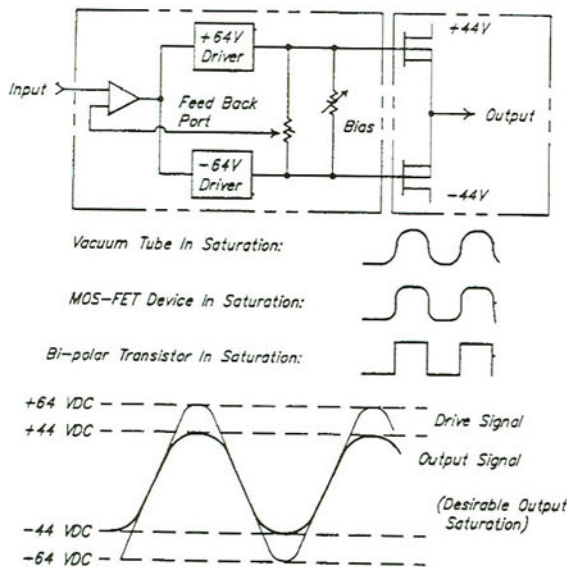 +64V
Driver
+44V
Input
Feed Back
Port
Bias
Output
-64V
Driver
-44V
Vacuum Tube In Saturation:
MOS-FET Device In Saturation:
Bi-polar Transistor In Saturation:
+64 VDC
Drive Signal
+44 VDC
Output Signal
(Desirable Output
Saturation)
-44 VDC
-64 VDC